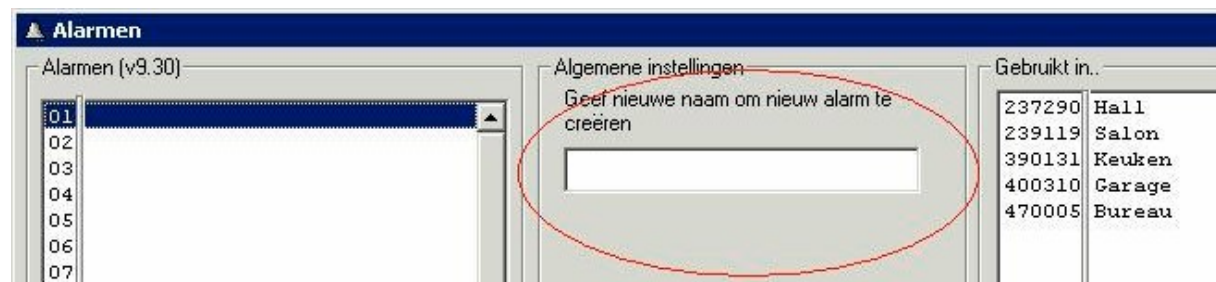 Alarmen
Alarmen (v9.30)
01
02
03
04
05
06
07
Algemene instellingen
Geef nieuwe naam om nieuw alarm te
creëren
Gebruikt in..
237290 Hall
239119 Salon
390131 Keuken
400310 Garage
470005 Bureau